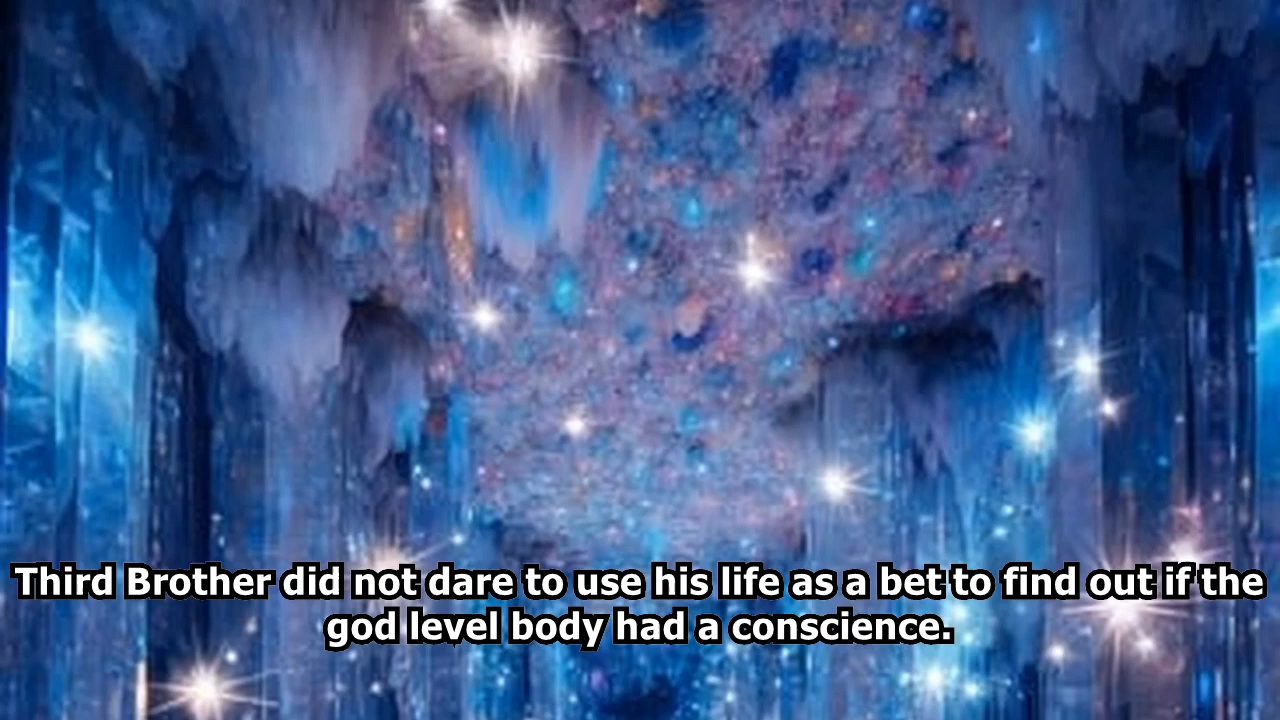 Third Brother did not dare to use his life as a bet to find out if the
god level body had a conscience.